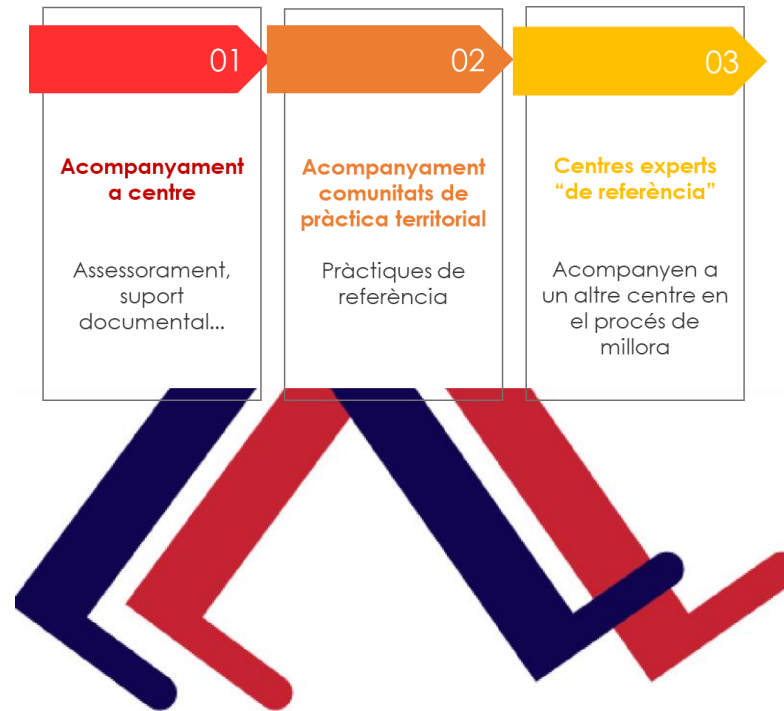 01
Acompanyament
a centre
Assessorament,
suport
documental...
02
Acompanyament
comunitats de
pràctica territorial
Pràctiques de
referència
03
Centres experts
“de referència”
Acompanyen a
un altre centre en
el procés de
millora